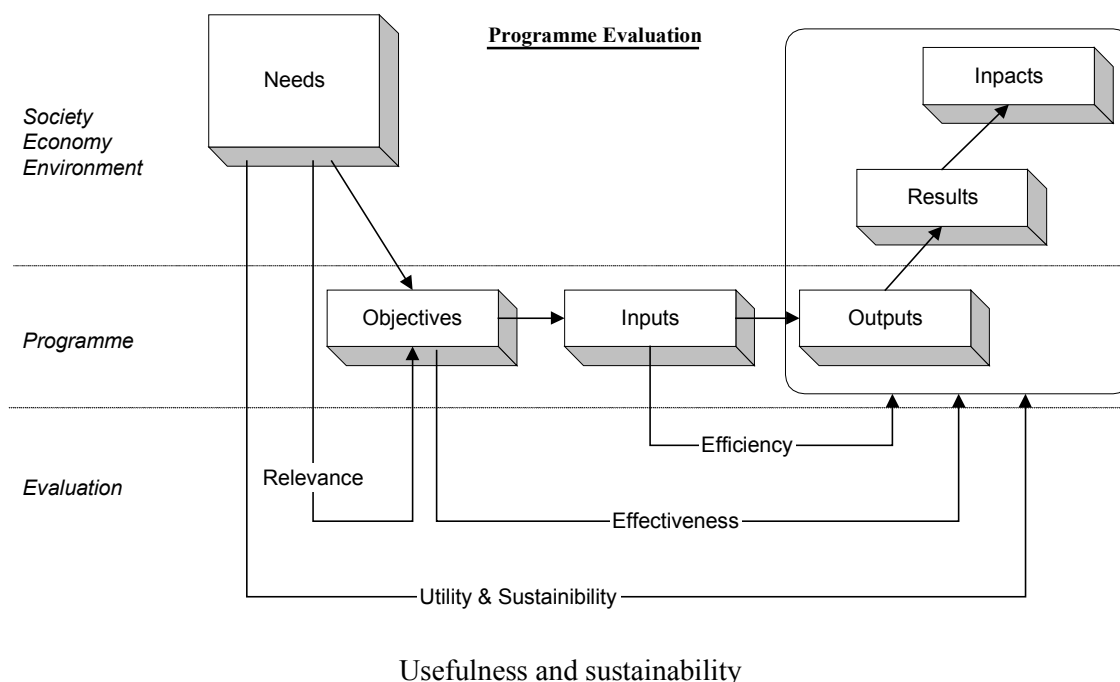 Programme Evaluation
Needs
Inpacts
Society
Economy
Environment
Results
Objectives
Inputs
Outputs
Programme
Efficiency
Relevance
Evaluation
Effectiveness
Utility & Sustainibility
Usefulness and sustainability